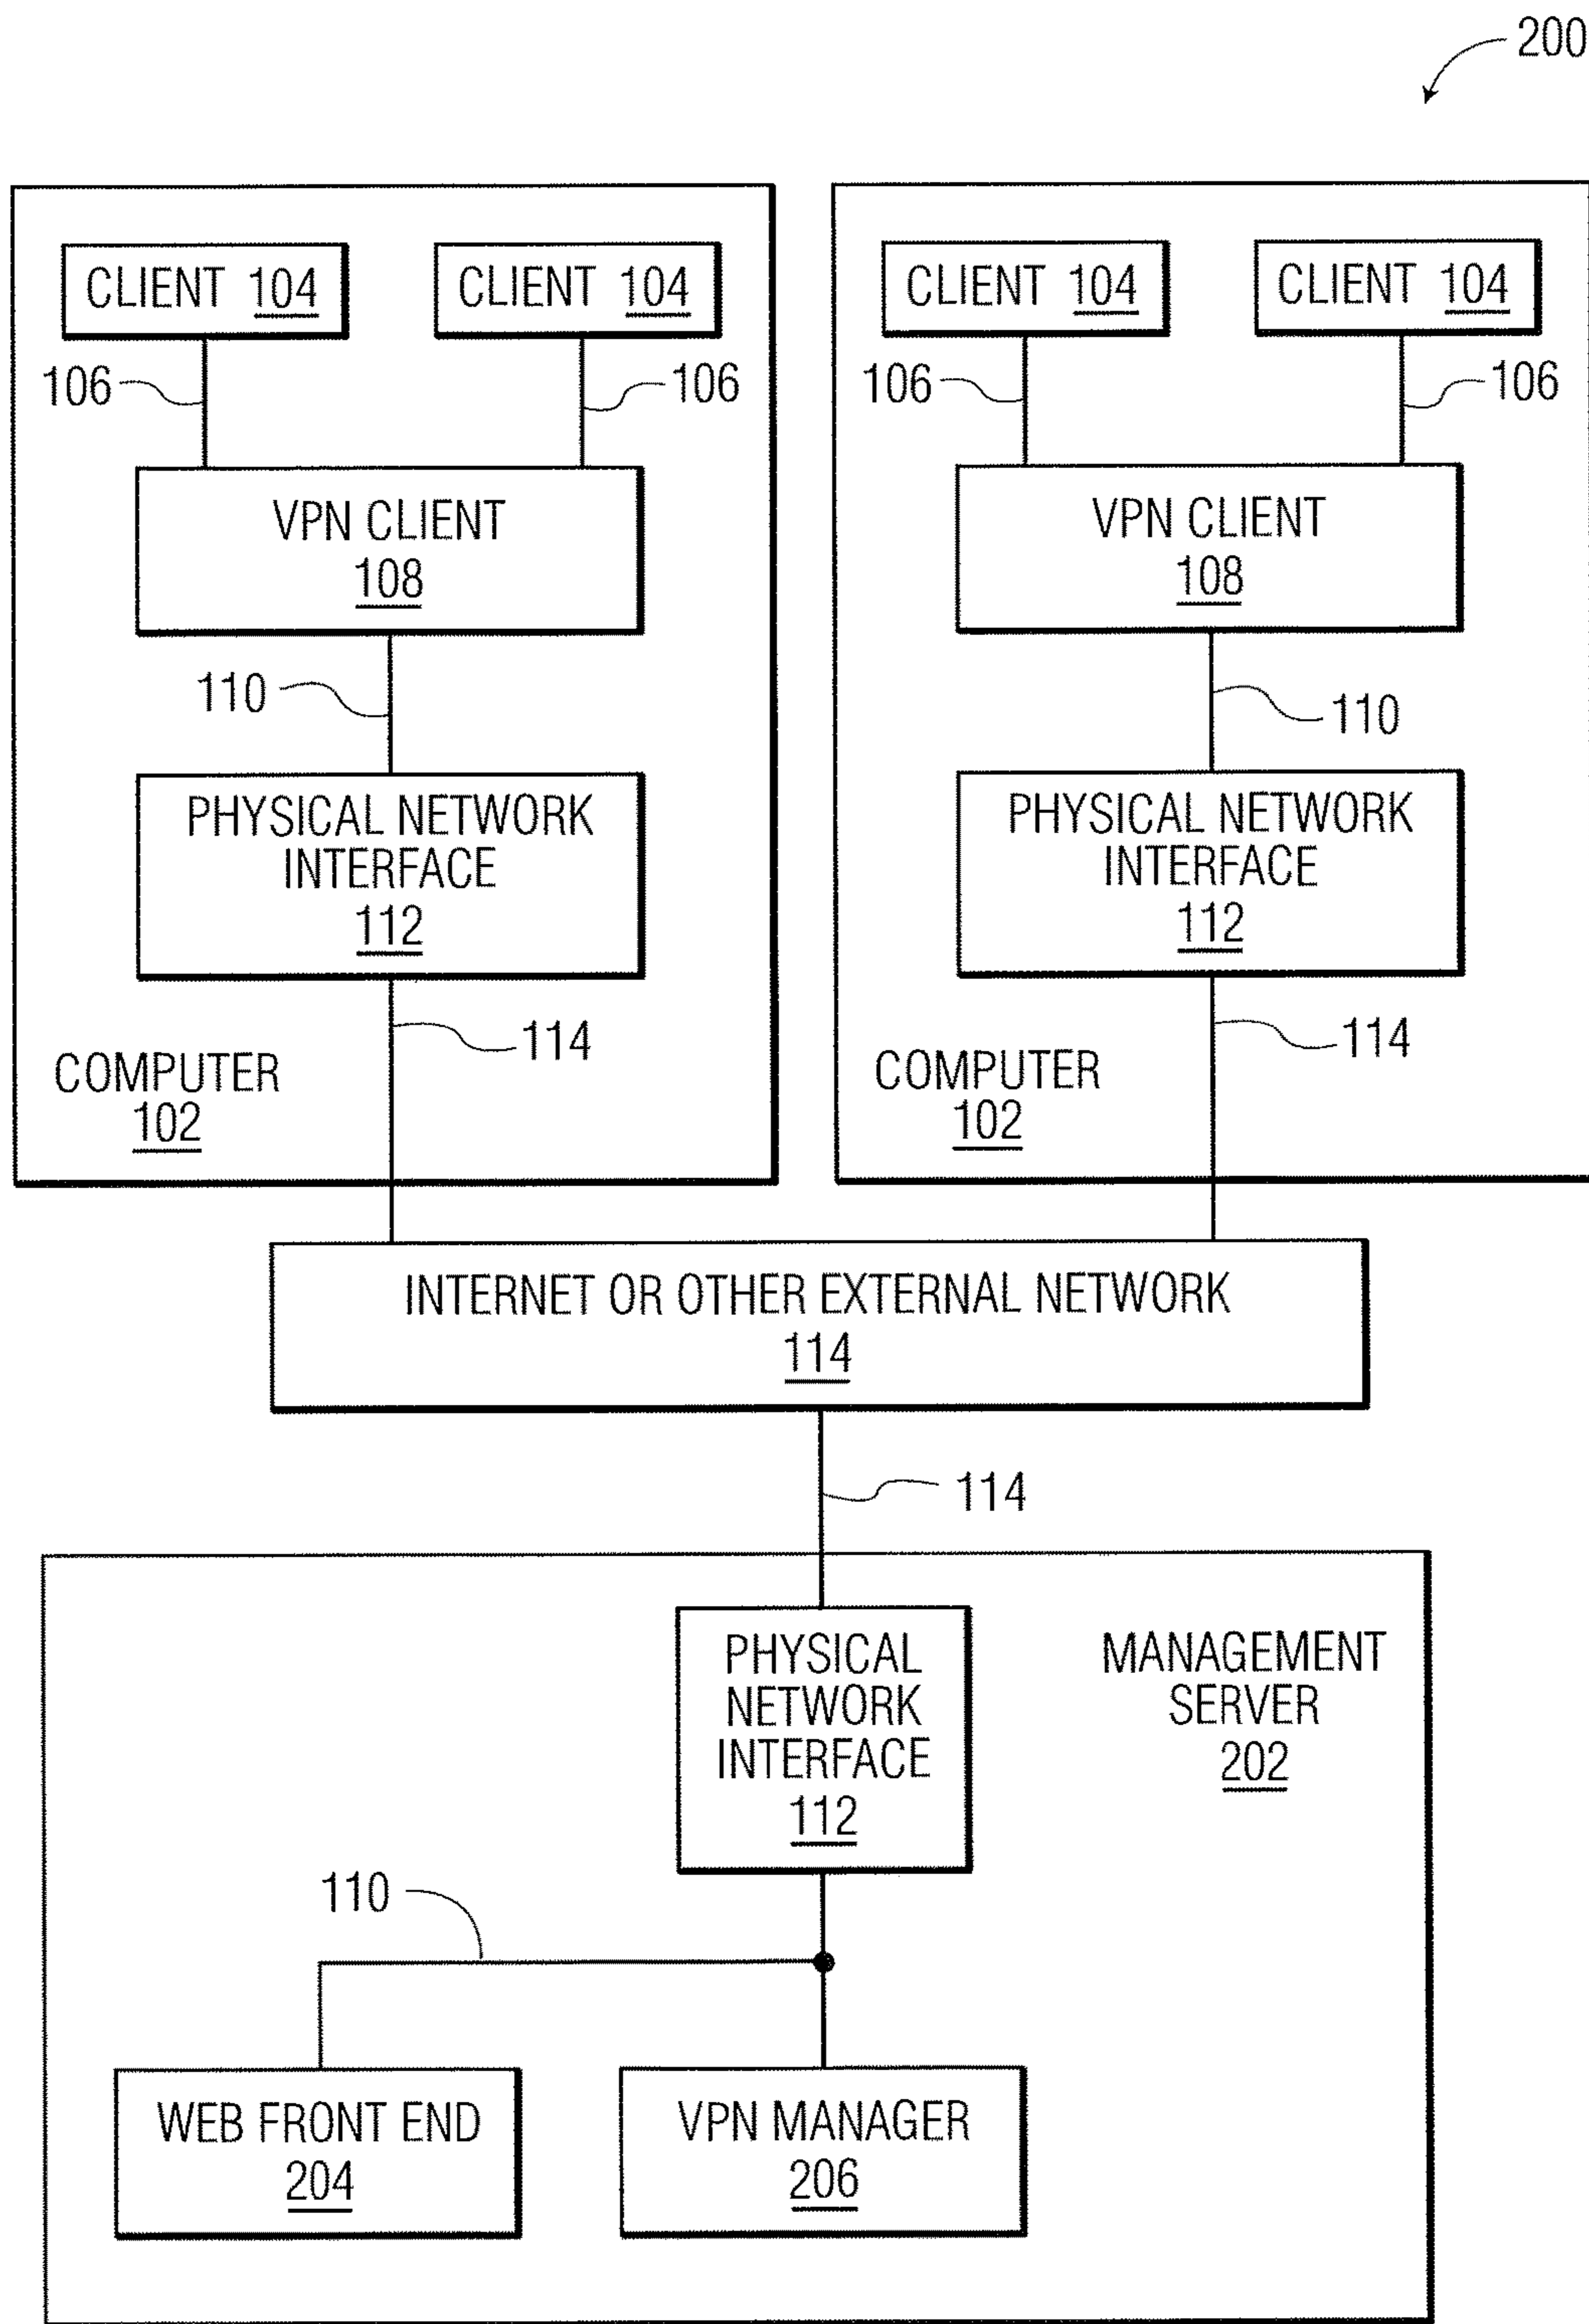 200
CLIENT 104
CLIENT 104
106
106
VPN CLIENT
108
110
PHYSICAL NETWORK
INTERFACE
112
114
COMPUTER
102
CLIENT 104
CLIENT 104
106
106
VPN CLIENT
108
110
PHYSICAL NETWORK
INTERFACE
112
114
COMPUTER
102
INTERNET OR OTHER EXTERNAL NETWORK
114
114
PHYSICAL
NETWORK
INTERFACE
112
MANAGEMENT
SERVER
202
110
WEB FRONT END
204
VPN MANAGER
206